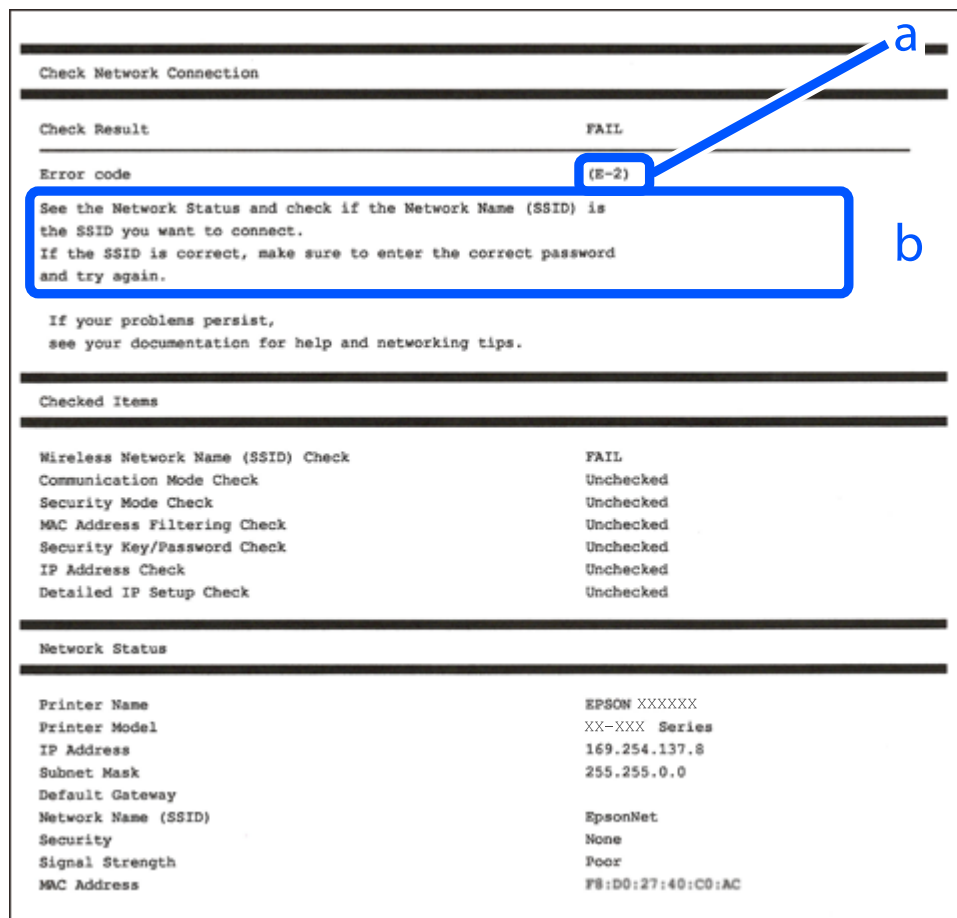 a
Check Network Connection
Check Result FAIL
Error code (E-2)
See the Network Status and check if the Network Name (SSID) is
the SSID you want to connect.
If the SSID is correct, make sure to enter the correct password
and try again.
b
If your problems persist,
see your documentation for help and networking tips.
Checked Items
Wireless Network Name (SSID) Check FAIL
Communication Mode Check Unchecked
Security Mode Check Unchecked
MAC Address Filtering Check Unchecked
Security Key/Password Check Unchecked
IP Address Check Unchecked
Detailed IP Setup Check Unchecked
Network Status
Printer Name EPSON XXXXXX
Printer Model XX-XXX Series
IP Address 169.254.137.8
Subnet Mask 255.255.0.0
Default Gateway
Network Name (SSID) EpsonNet
Security None
Signal Strength Poor
MAC Address F8:D0:27:40:C0:AC